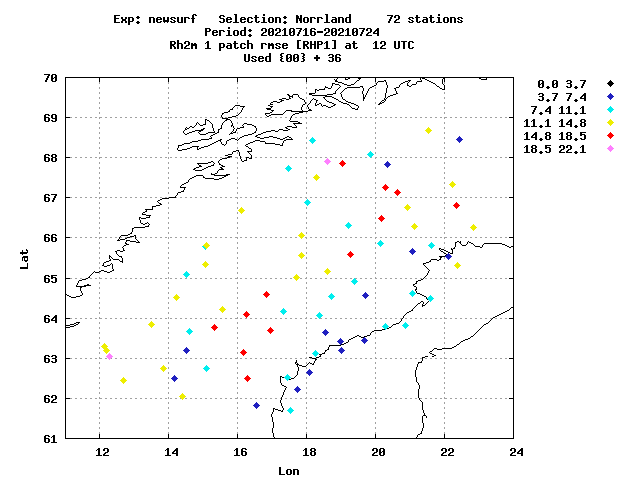 Exp: newsurf   Selection: Norrland     72 stations
Period: 20210716-20210724
Rh2m 1 patch rmse [RHP1] at  12 UTC
Used {00} + 36
0.0 3.7
3.7 7.4
7.4 11.1
11.1 14.8
14.8 18.5
18.5 22.1
70
69
68
67
66
65
64
63
62
61
Lat
12 14 16 18 20 22 24
Lon